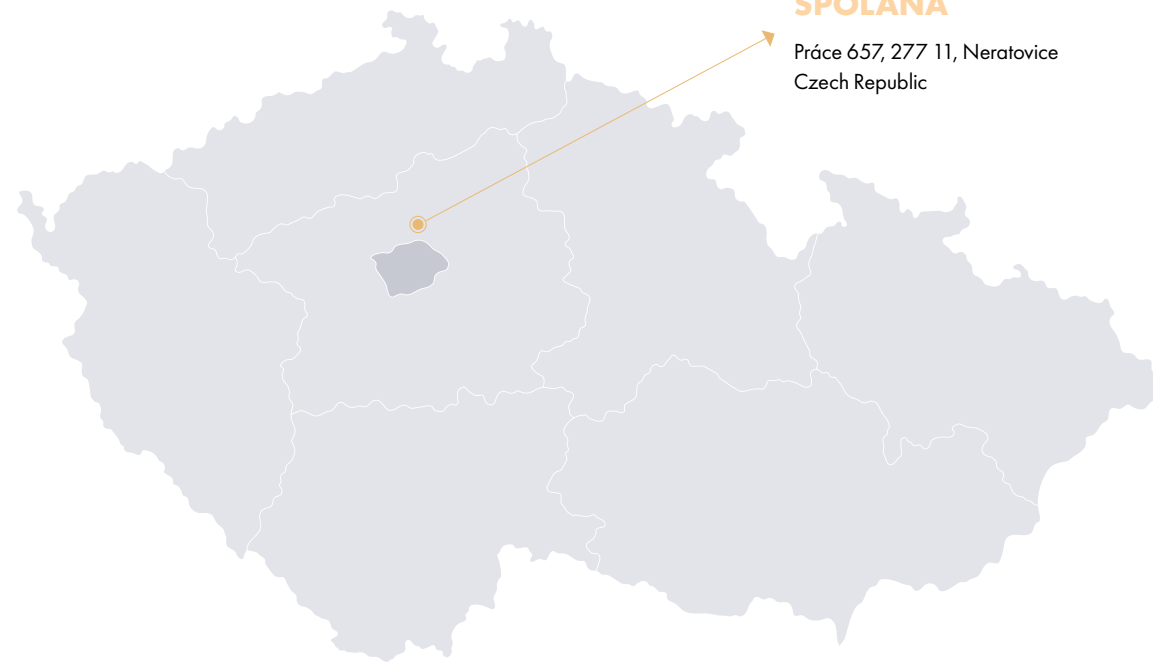 SPOLANA
Práce 657, 277 11, Neratovice
Czech Republic